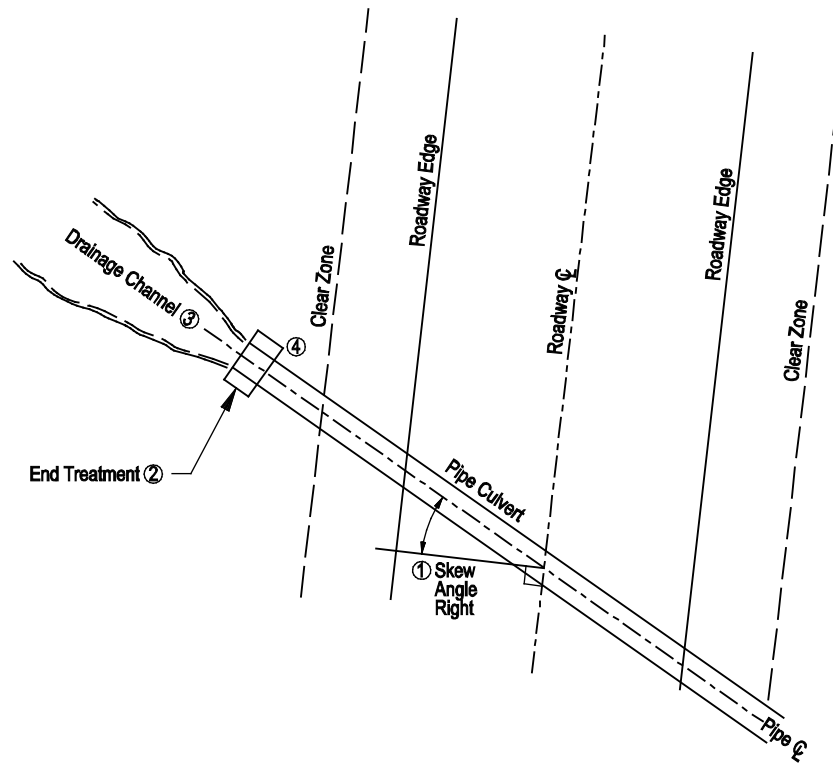 Roadway Edge
Drainage Channel ③
Clear Zone
Roadway ℄
Roadway Edge
Clear Zone
④
End Treatment ②
Pipe Culvert
① Skew
Angle
Right
Pipe ℄